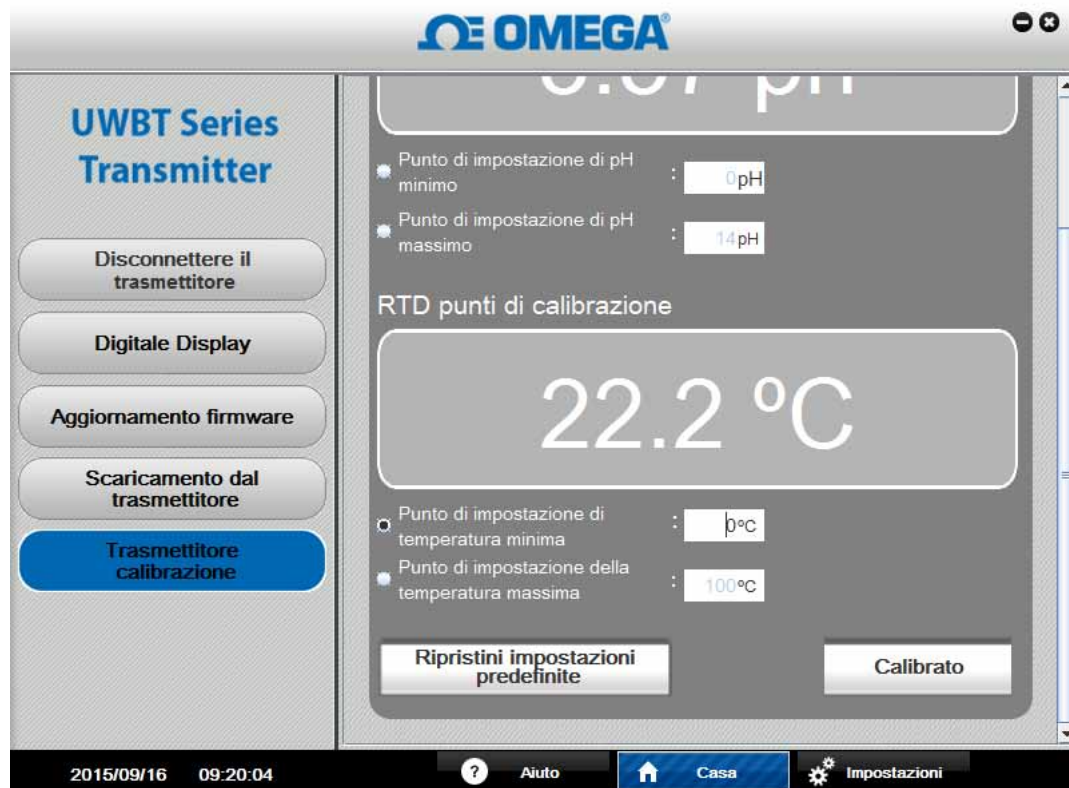 OMEGA®
UWBT Series
Transmitter
Disconnettere il
trasmettitore
Digitale Display
Aggiornamento firmware
Scaricamento dal
trasmettitore
Trasmettitore
calibrazione
pH
Punto di impostazione di pH
minimo
: 0pH
Punto di impostazione di pH
massimo
: 14pH
RTD punti di calibrazione
22.2 ºC
Punto di impostazione di
temperatura minima
: 0ºC
Punto di impostazione della
temperatura massima
: 100ºC
Ripristini impostazioni
predefinite
Calibrato
2015/09/16 09:20:04
? Aiuto
Casa
Impostazioni